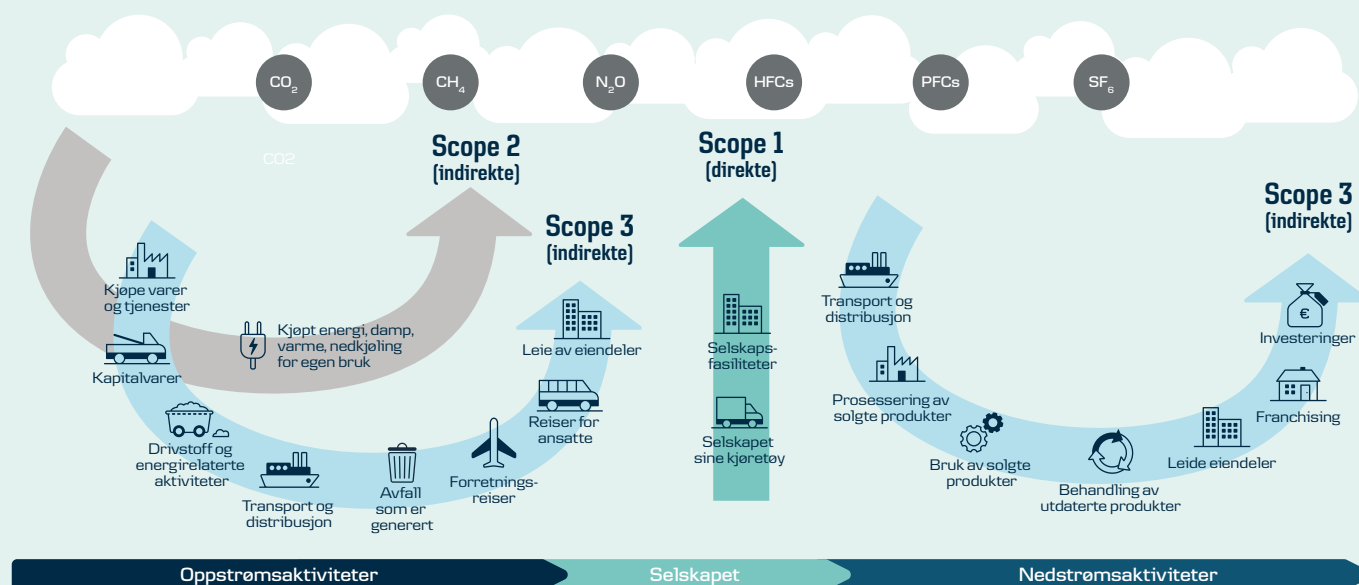 CO₂
CH₄
N₂O
HFCs
PFCs
SF₆
CO2
Scope 2
(indirekte)
Scope 1
(direkte)
Scope 3
(indirekte)
Scope 3
(indirekte)
Kjøpe varer
og tjenester
Kapitalvarer
Kjøpt energi, damp,
varme, nedkjøling
for egen bruk
Drivstoff og
energirelaterte
aktiviteter
Transport og
distribusjon
Avfall
som er
generert
Forretnings-
reiser
Reiser for
ansatte
Leie av eiendeler
Selskaps-
fasiliteter
Selskapet
sine kjøretøy
Transport og
distribusjon
Prosessering av
solgte produkter
Bruk av solgte
produkter
Behandling av
utdaterte produkter
Leide eiendeler
Franchising
€
Investeringer
Oppstrømsaktiviteter
Selskapet
Nedstrømsaktiviteter